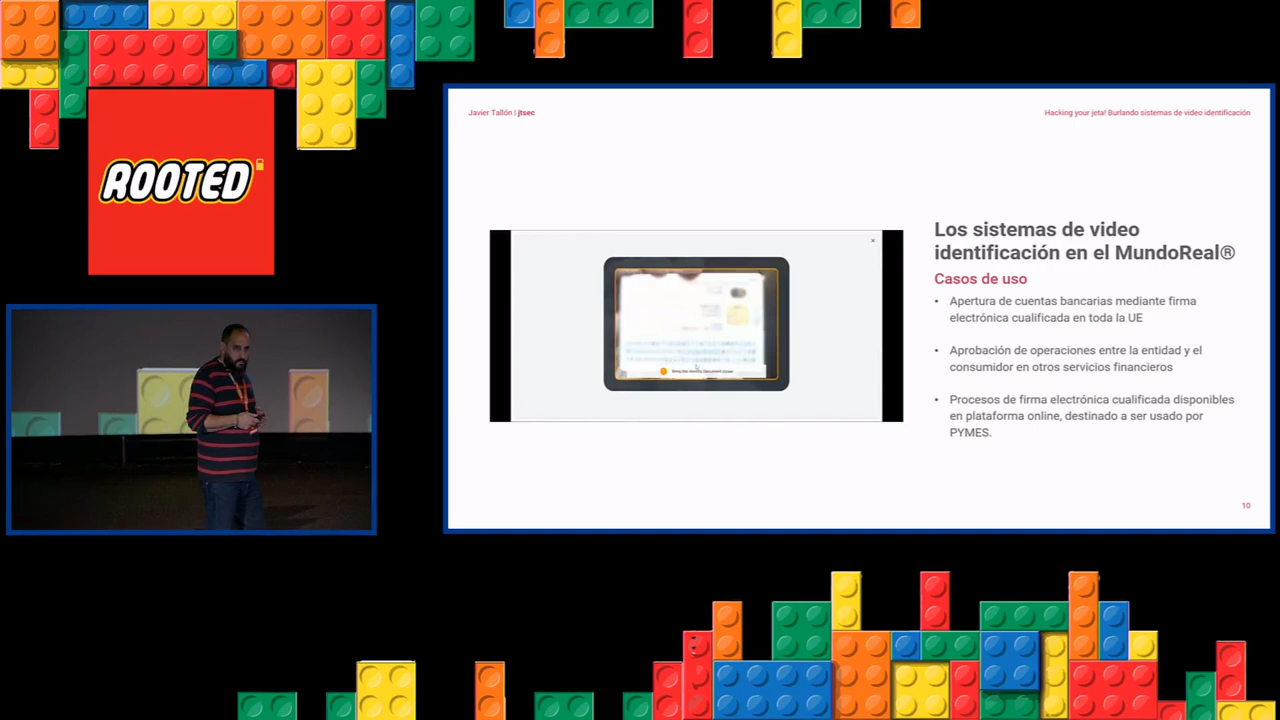 ROOTED
Javier Tallón | jtsec
Hacking your jeta! Burlando sistemas de video identificación
Los sistemas de video
identificación en el MundoReal®
Casos de uso
• Apertura de cuentas bancarias mediante firma
electrónica cualificada en toda la UE
• Aprobación de operaciones entre la entidad y el
consumidor en otros servicios financieros
• Procesos de firma electrónica cualificada disponibles
en plataforma online, destinado a ser usado por
PYMES.
10